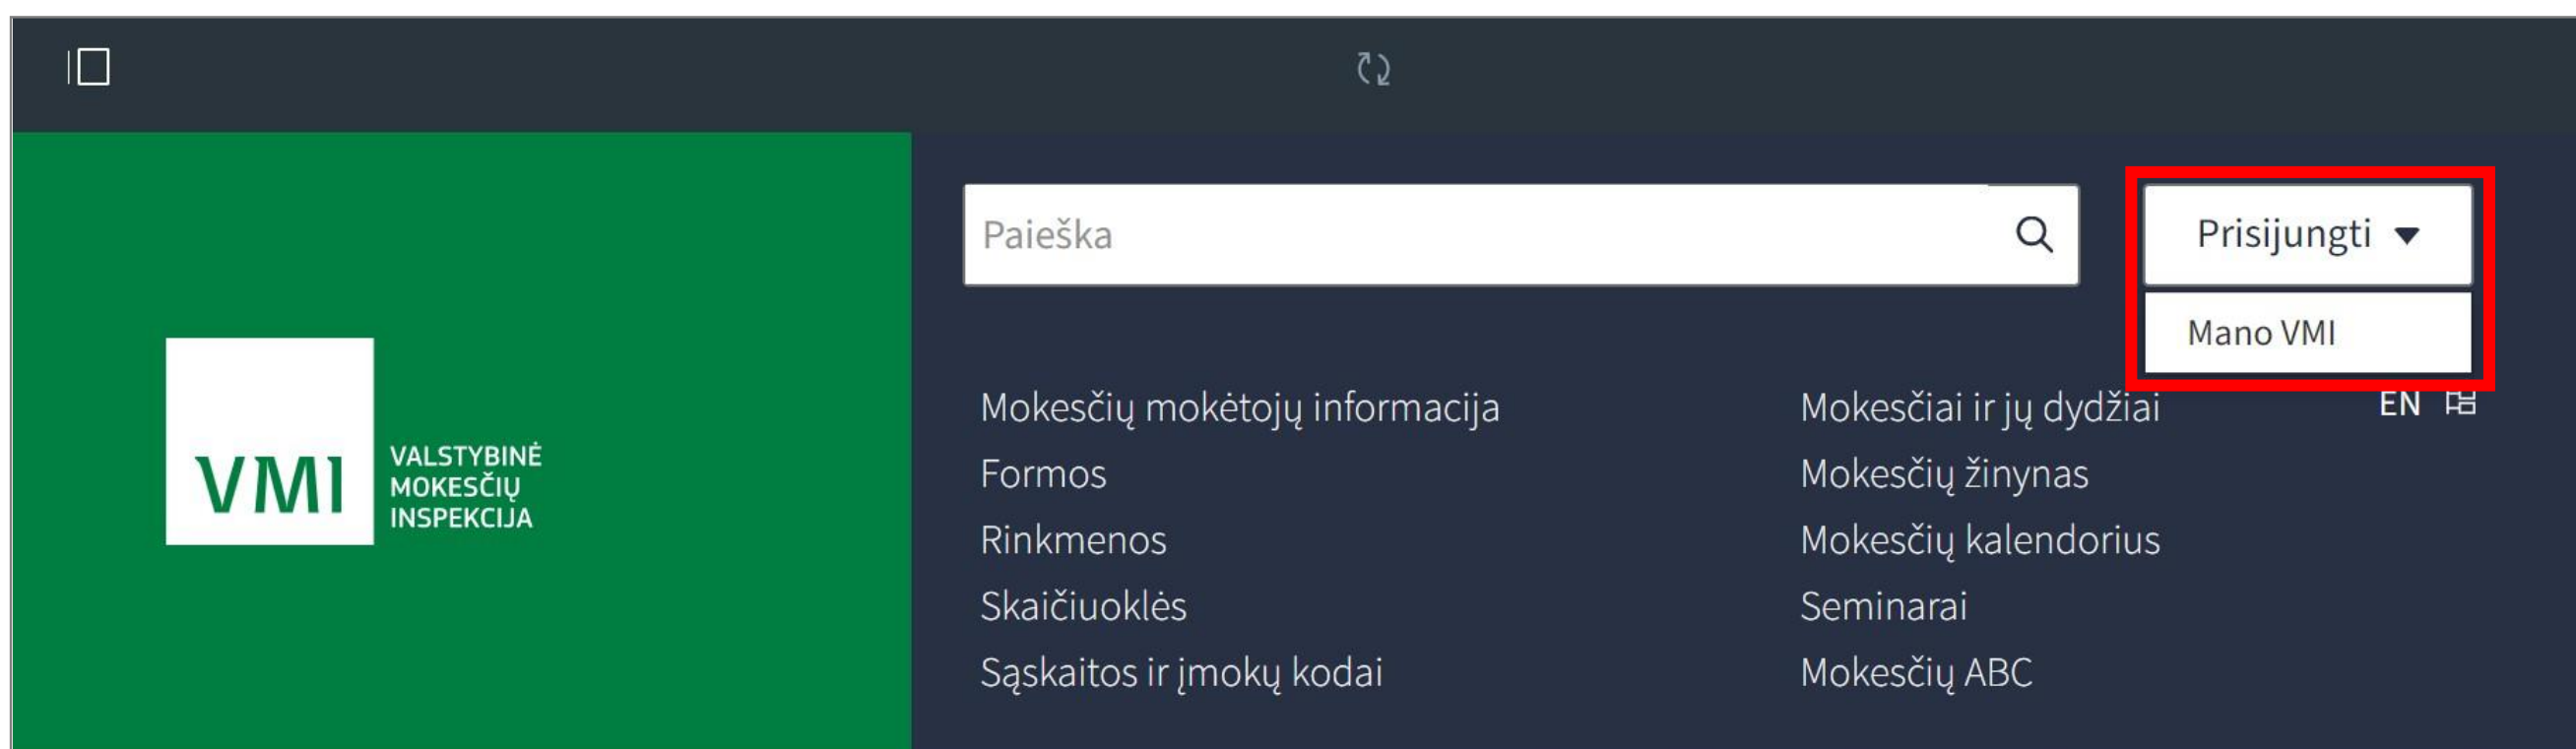 Paieška
Prisijungti
Mano VMI
VMI
VALSTYBINĖ
MOKESČIŲ
INSPEKCIJA
Mokesčių mokėtojų informacija
Formos
Rinkmenos
Skaičiuoklės
Sąskaitos ir įmokų kodai
Mokesčiai ir jų dydžiai
Mokesčių žinynas
Mokesčių kalendorius
Seminarai
Mokesčių ABC
EN